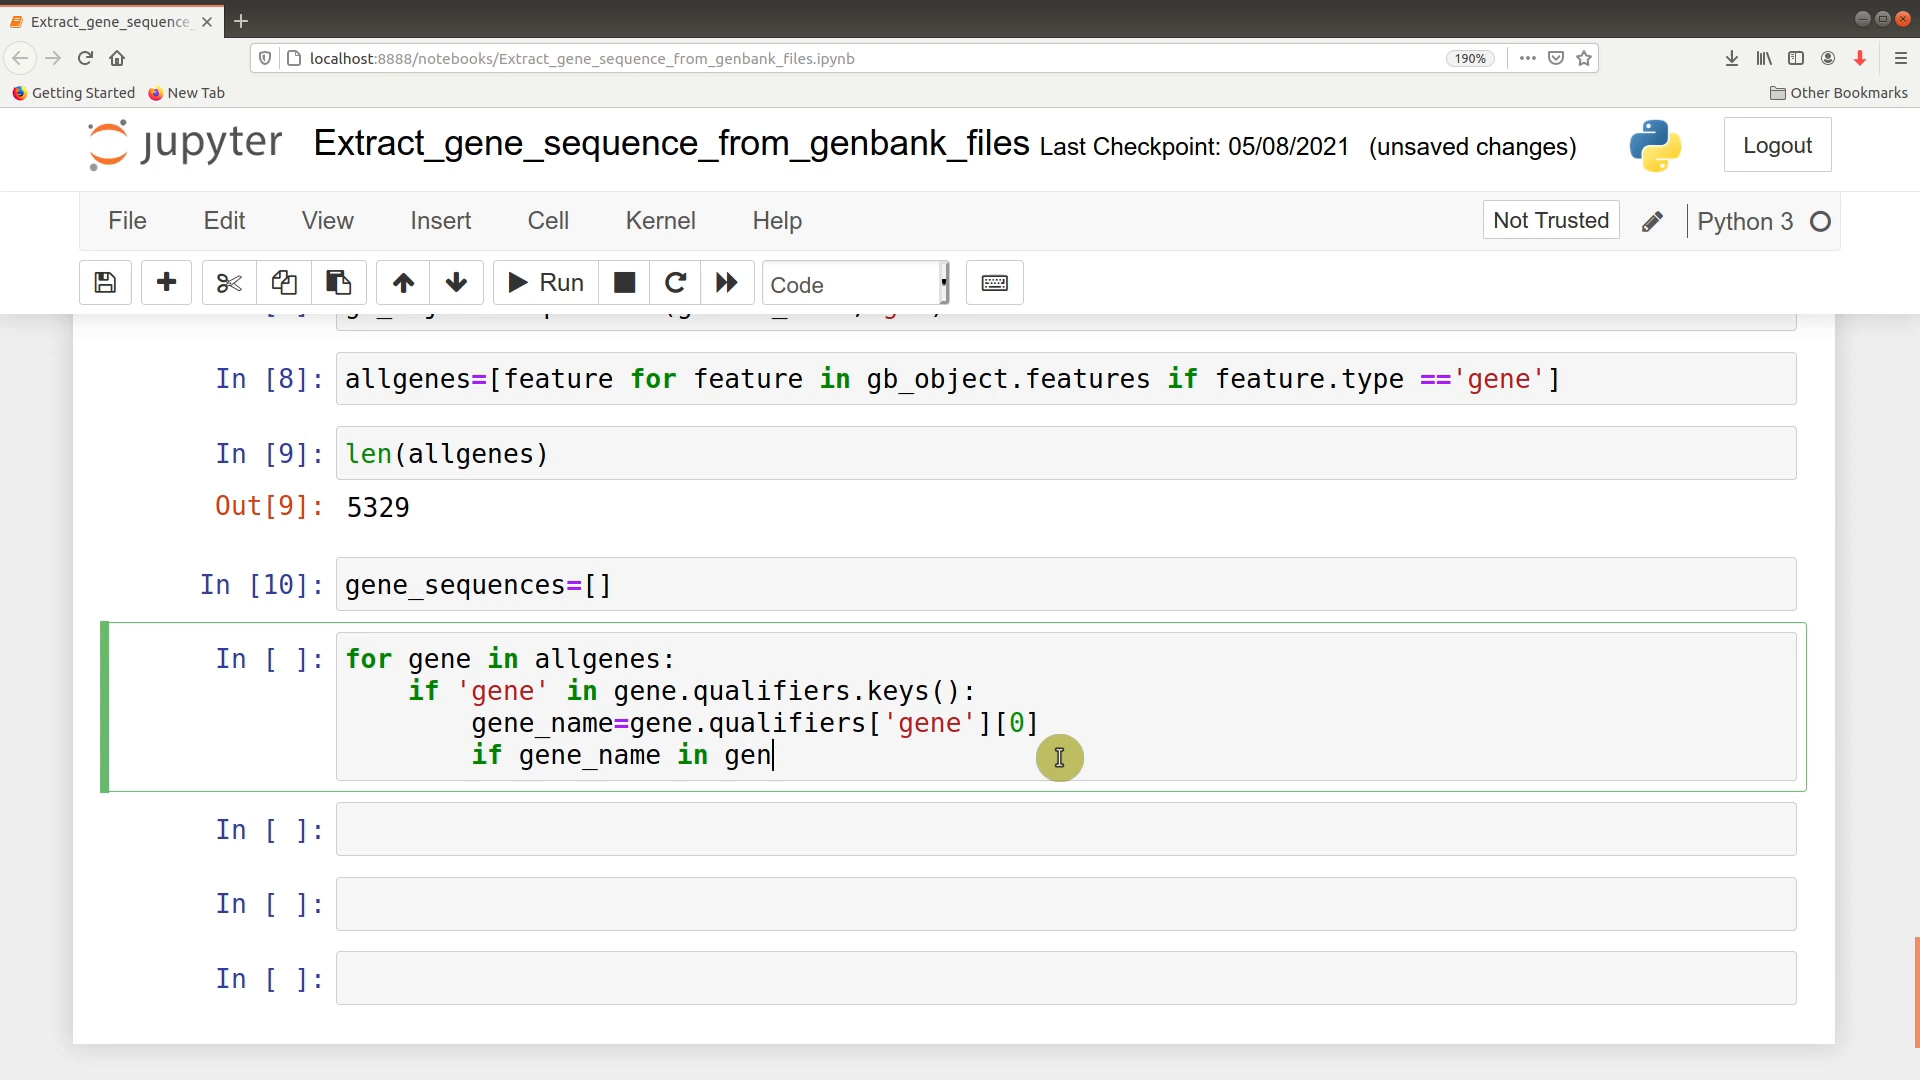 Extract_gene_sequence_
localhost:8888/notebooks/Extract_gene_sequence_from_genbank_files.ipynb
190%
Getting Started
New Tab
Other Bookmarks
jupyter
Extract_gene_sequence_from_genbank_files Last Checkpoint: 05/08/2021 (unsaved changes)
Logout
File Edit View Insert Cell Kernel Help
Not Trusted
Python 3
Run
Code
In [8]: allgenes=[feature for feature in gb_object.features if feature.type =='gene']
In [9]: len(allgenes)
Out[9]: 5329
In [10]: gene_sequences=[]
In [ ]: for gene in allgenes:
    if 'gene' in gene.qualifiers.keys():
        gene_name=gene.qualifiers['gene'][0]
        if gene_name in gen
In [ ]:
In [ ]:
In [ ]: